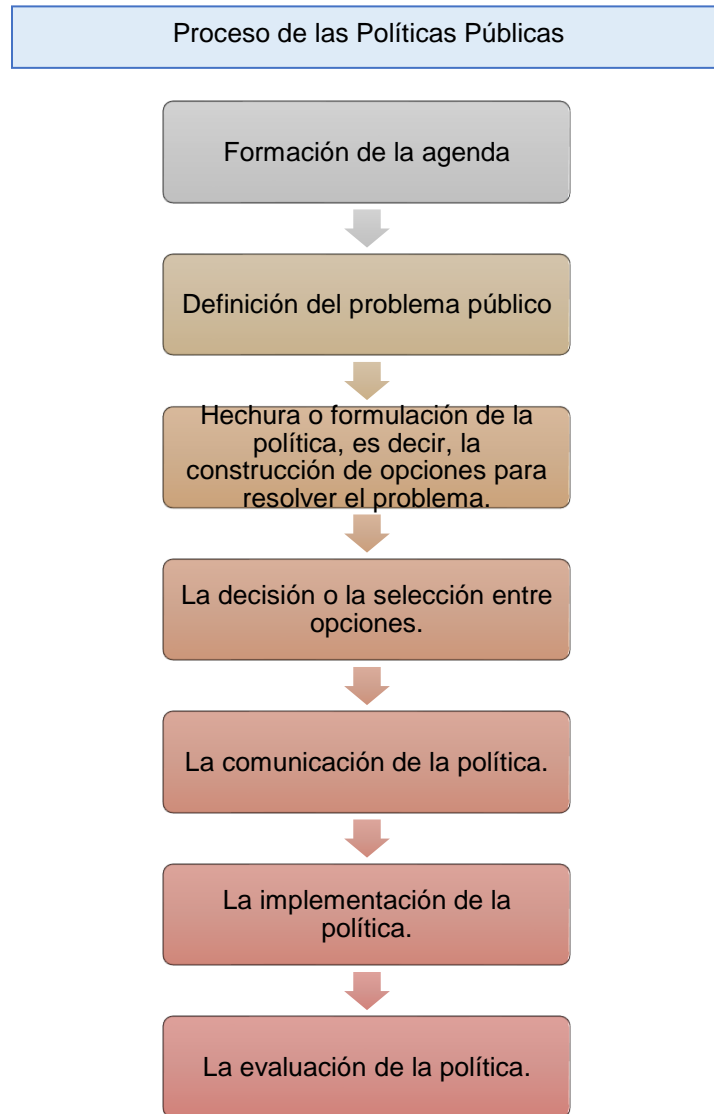 Proceso de las Políticas Públicas
Formación de la agenda
Definición del problema público
Hechura o formulación de la
política, es decir, la
construcción de opciones para
resolver el problema.
La decisión o la selección entre
opciones.
La comunicación de la política.
La implementación de la
política.
La evaluación de la política.